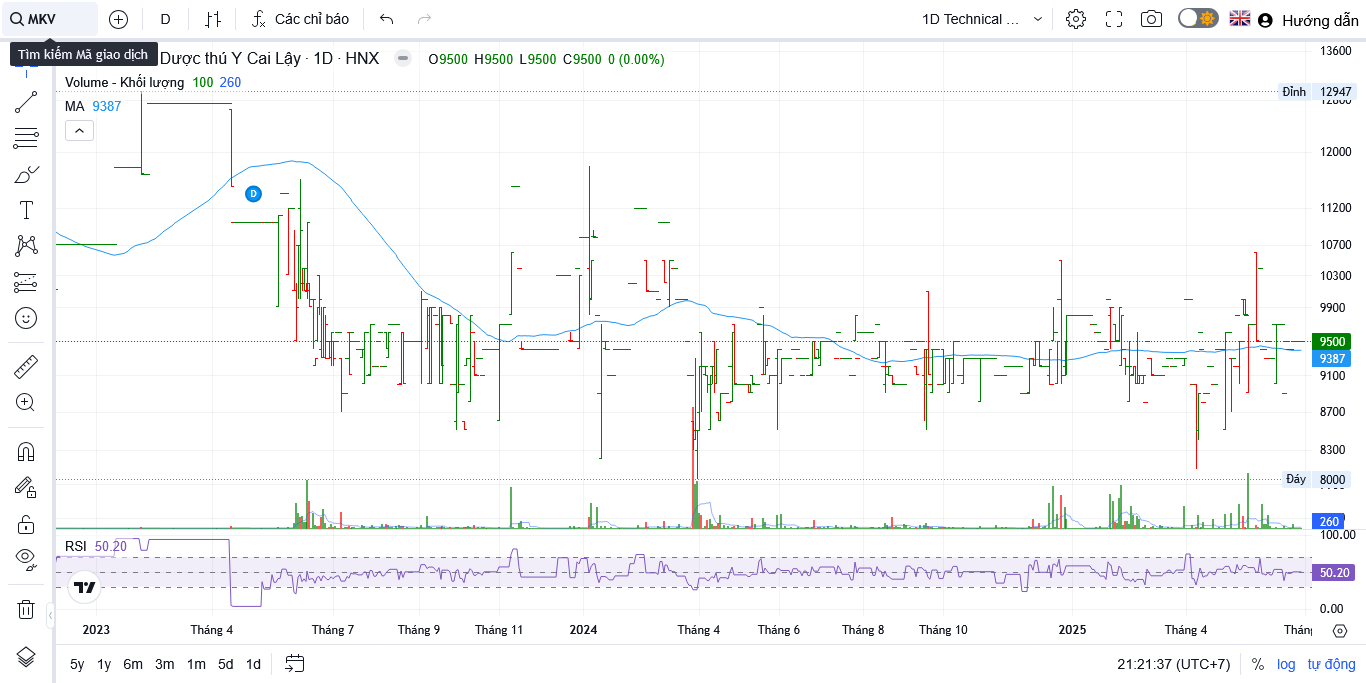 MKV
D
Các chỉ báo
1D Technical ...
Hướng dẫn
Tìm kiếm Mã giao dịch
Dược thú Y Cai Lậy · 1D · HNX
O9500 H9500 L9500 C9500 0 (0.00%)
Volume - Khối lượng 100 260
MA 9387
D
13600
Đỉnh 12947
12800
12000
11200
10700
10300
9900
9500
9387
9100
8700
8300
Đáy 8000
260
RSI 50.20
100.00
50.20
0.00
2023
Tháng 4
Tháng 7
Tháng 9
Tháng 11
2024
Tháng 4
Tháng 6
Tháng 8
Tháng 10
2025
Tháng 4
5y 1y 6m 3m 1m 5d 1d
21:21:37 (UTC+7)
%
log
tự động